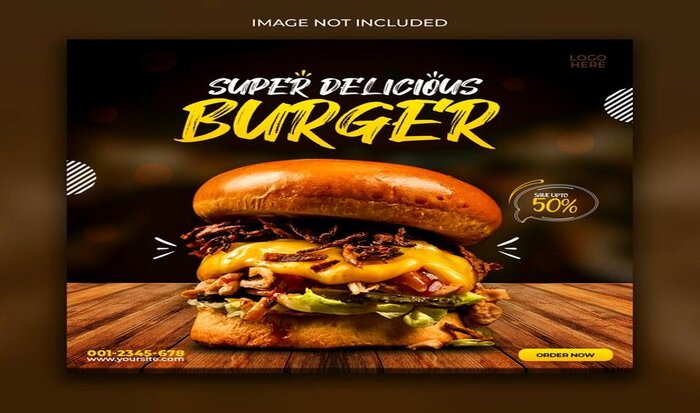 IMAGE NOT INCLUDED
LOGO
HERE
SUPER DELICIOUS
BURGER
SAVE UPTO
50%
001-2345-678
www.yoursite.com
ORDER NOW